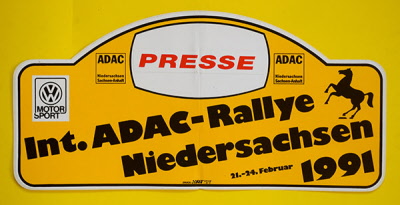 PRESSE
ADAC
Niedersachsen
Sachsen-Anhalt
ADAC
Niedersachsen
Sachsen-Anhalt
VW
MOTOR
SPORT
Int. ADAC-Rallye
Niedersachsen
21.-24. Februar
1991